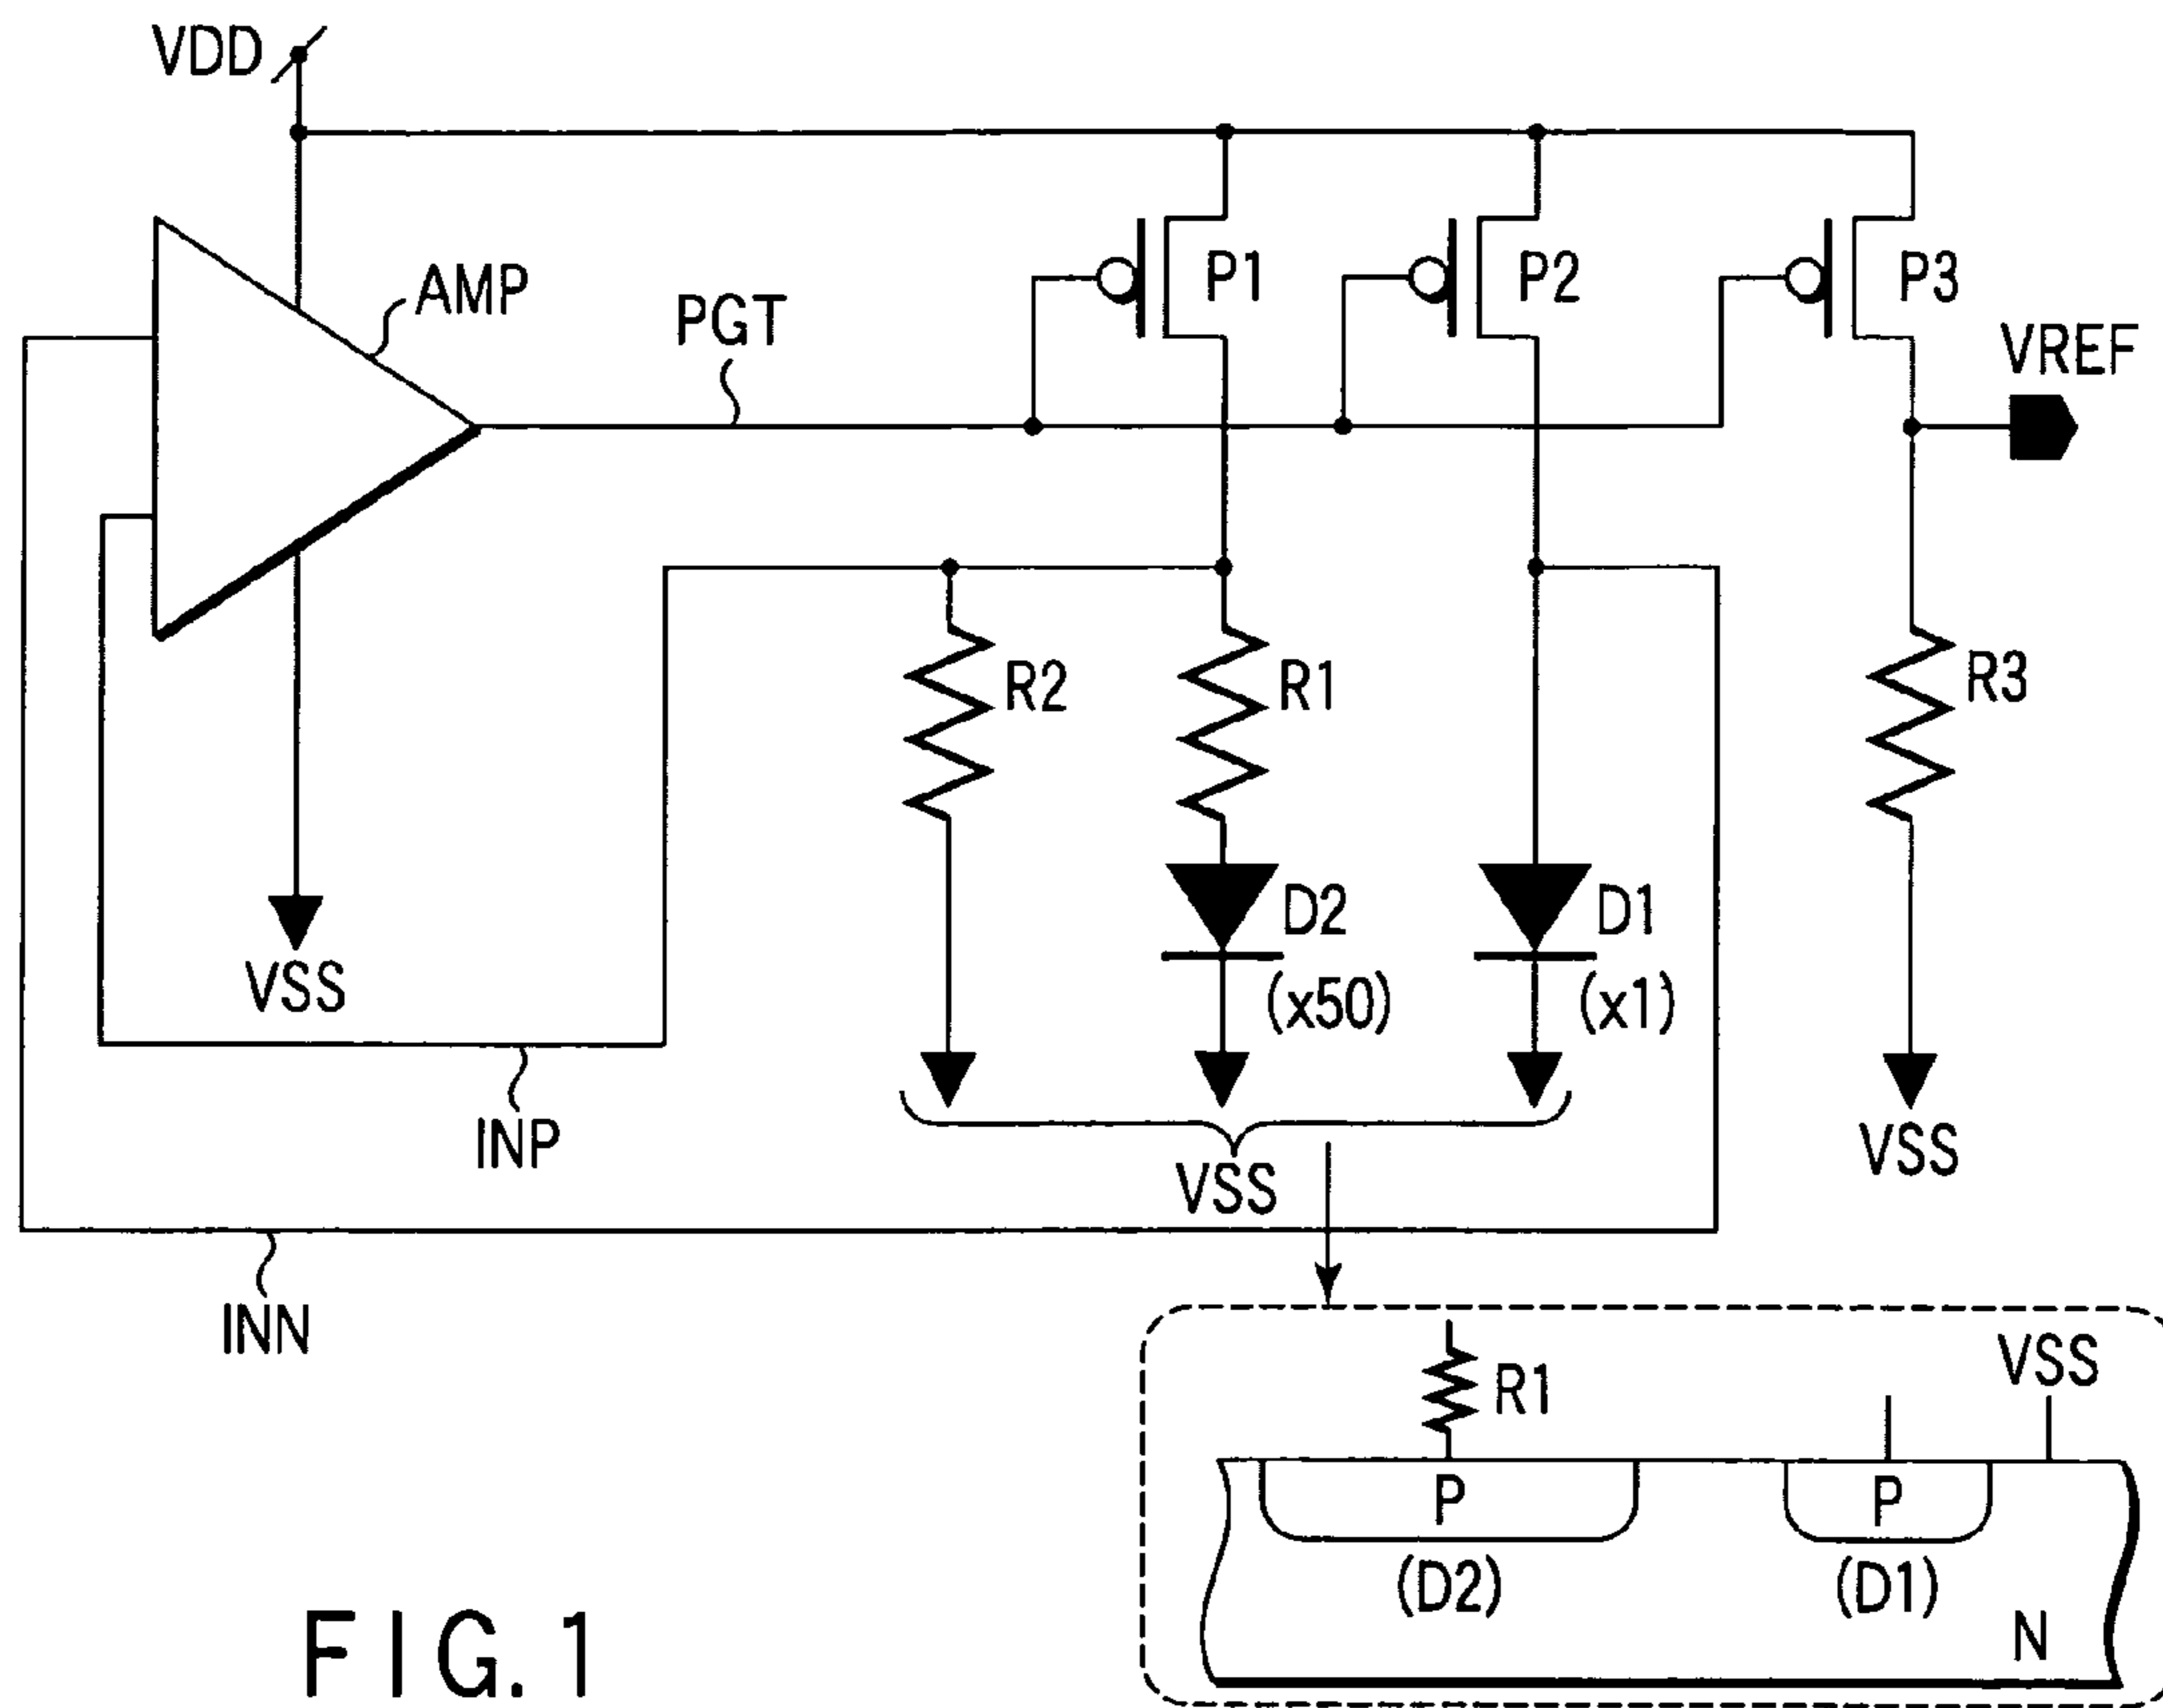 VDD
AMP
PGT
P1
P2
P3
VREF
R2
R1
R3
D2
(x50)
D1
(x1)
VSS
INP
VSS
VSS
INN
R1
VSS
P
(D2)
P
(D1)
N
FIG.1